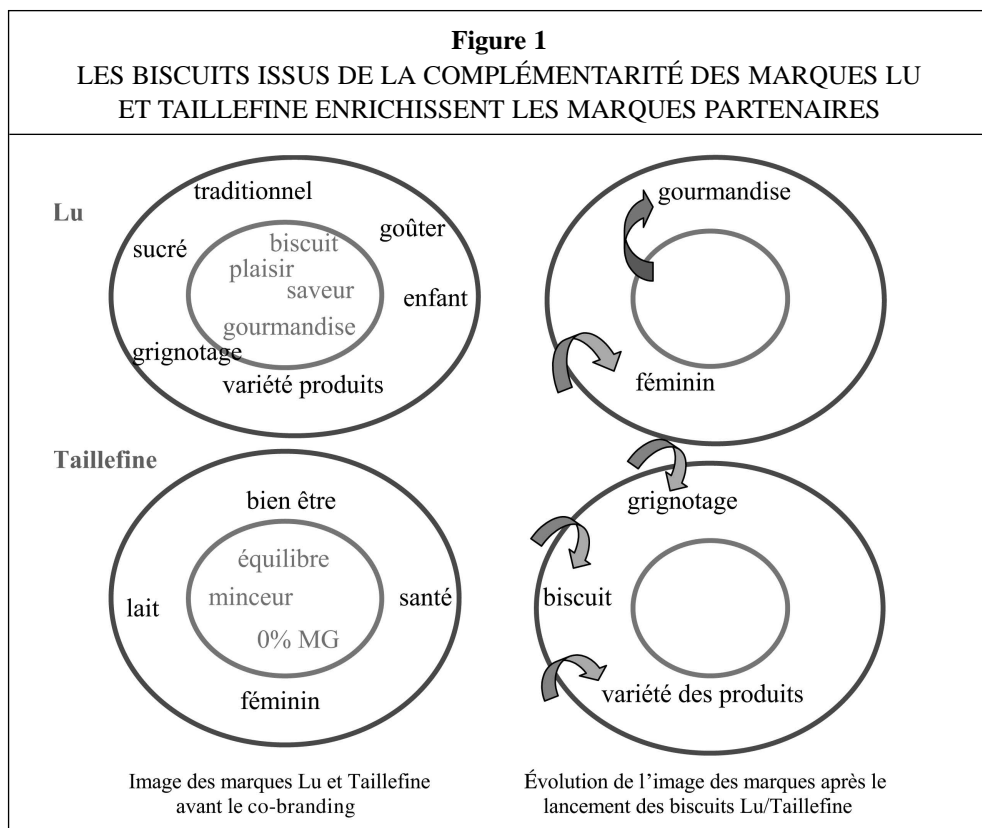 Figure 1
LES BISCUITS ISSUS DE LA COMPLÉMENTARITÉ DES MARQUES LU
ET TAILLEFINE ENRICHISSENT LES MARQUES PARTENAIRES
Lu
traditionnel
goûter
sucré
biscuit
plaisir
saveur
enfant
gourmandise
grignotage
variété produits
gourmandise
féminin
Taillefine
bien être
équilibre
lait
minceur
santé
0% MG
féminin
grignotage
biscuit
variété des produits
Image des marques Lu et Taillefine
avant le co-branding
Évolution de l’image des marques après le
lancement des biscuits Lu/Taillefine